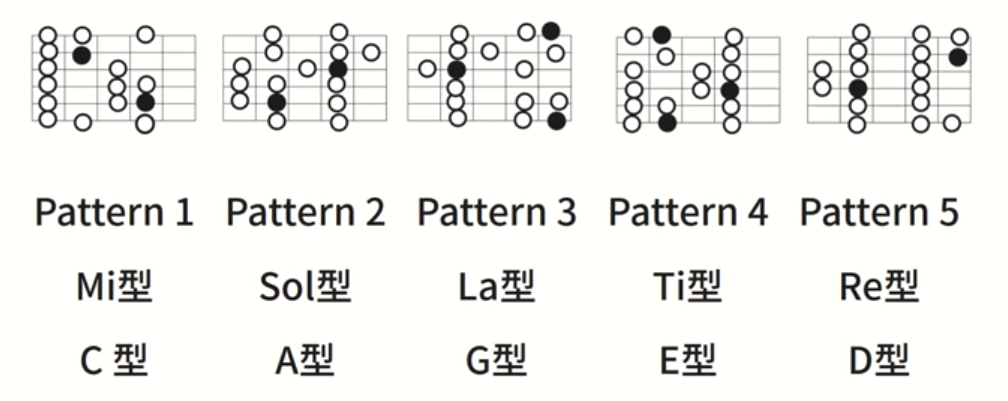 Pattern 1 Pattern 2 Pattern 3 Pattern 4 Pattern 5
Mi型 Sol型 La型 Ti型 Re型
C 型 A型 G型 E型 D型